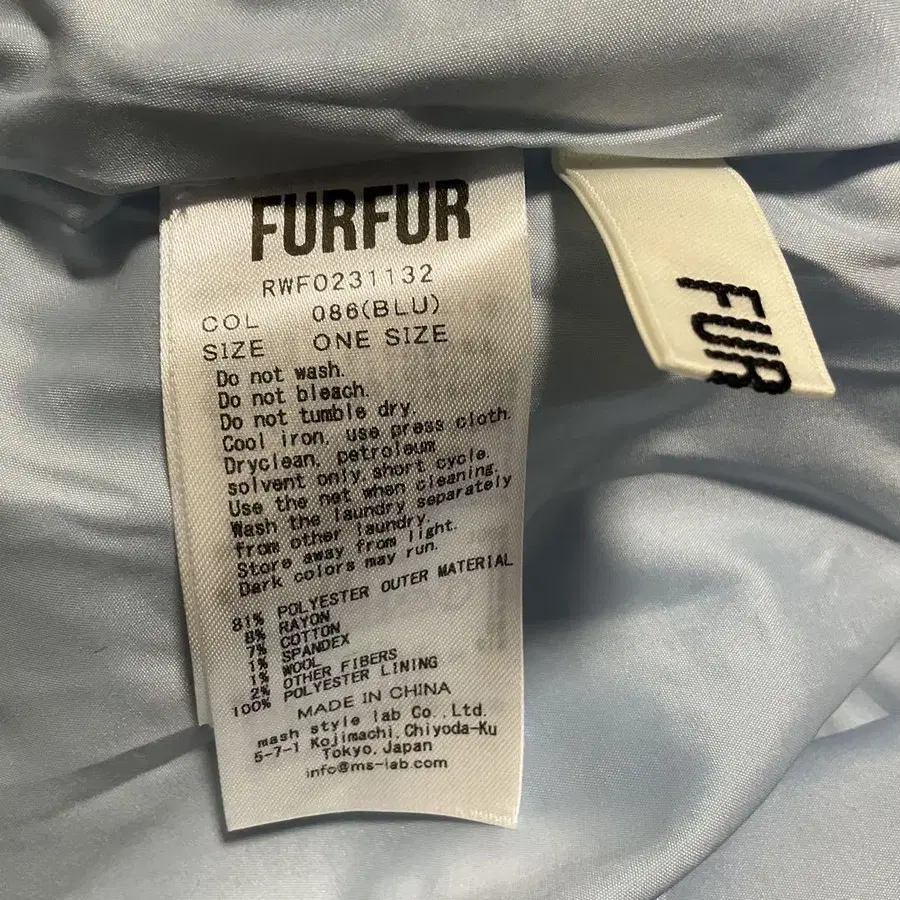 FURFUR
RWFO231132
COL 086(BLU)
SIZE ONE SIZE
Do not wash.
Do not bleach.
Do not tumble dry.
Cool iron, use press cloth.
Dryclean, petroleum
solvent only, short cycle.
Use the net when cleaning.
Wash the laundry separately
from other laundry.
Store away from light.
Dark colors may run.
81% POLYESTER OUTER MATERIAL
8% RAYON
7% COTTON
1% SPANDEX
1% WOOL
2% OTHER FIBERS
100% POLYESTER LINING
MADE IN CHINA
mash style lab Co., Ltd.
5-7-1 Kojimachi, Chiyoda-Ku
Tokyo, Japan
info@ms-lab.com
FUR